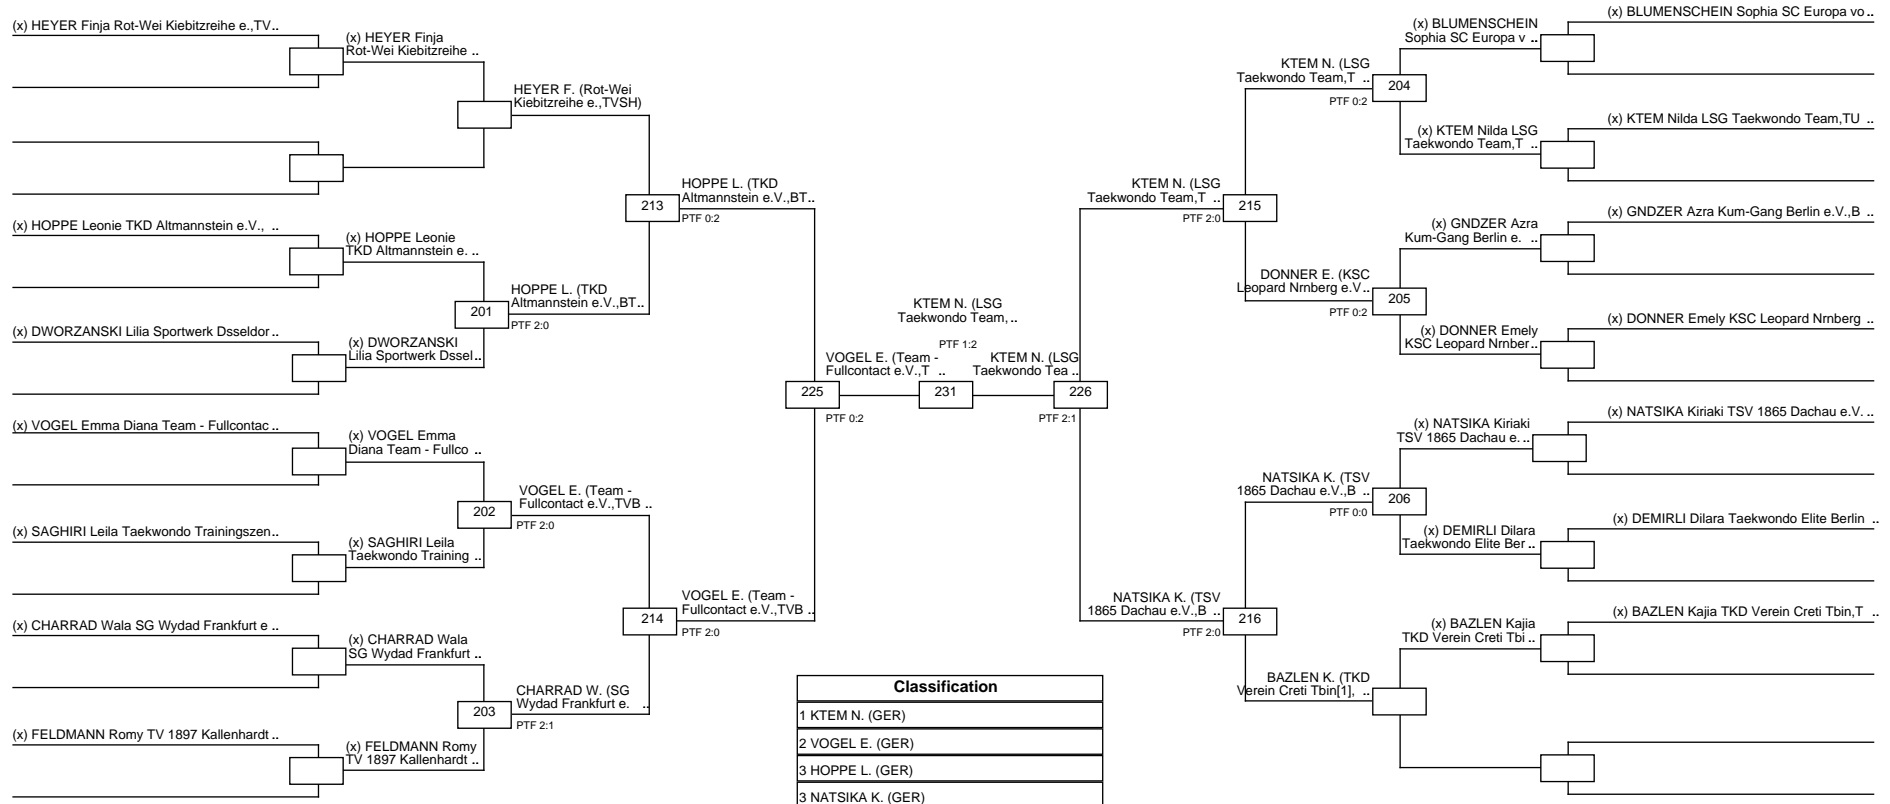 (x) HEYER Finja Rot-Wei Kiebitzreihe e.,TV..
(x) HEYER Finja
Rot-Wei Kiebitzreihe ..
HEYER F. (Rot-Wei
Kiebitzreihe e.,TVSH)
HOPPE L. (TKD
Altmannstein e.V.,BT..
213
PTF 0:2
(x) HOPPE Leonie TKD Altmannstein e.V., ..
(x) HOPPE Leonie
TKD Altmannstein e. ..
HOPPE L. (TKD
Altmannstein e.V.,BT..
201
PTF 2:0
(x) DWORZANSKI Lilia Sportwerk Dsseldor ..
(x) DWORZANSKI
Lilia Sportwerk Dssel..
(x) VOGEL Emma Diana Team - Fullcontac ..
(x) VOGEL Emma
Diana Team - Fullco ..
VOGEL E. (Team -
Fullcontact e.V.,TVB ..
202
PTF 2:0
(x) SAGHIRI Leila Taekwondo Trainingszen..
(x) SAGHIRI Leila
Taekwondo Training ..
VOGEL E. (Team -
Fullcontact e.V.,TVB ..
214
PTF 2:0
(x) CHARRAD Wala SG Wydad Frankfurt e ..
(x) CHARRAD Wala
SG Wydad Frankfurt ..
CHARRAD W. (SG
Wydad Frankfurt e. ..
203
PTF 2:1
(x) FELDMANN Romy TV 1897 Kallenhardt ..
(x) FELDMANN Romy
TV 1897 Kallenhardt ..
KTEM N. (LSG
Taekwondo Team, ..
PTF 1:2
VOGEL E. (Team -
Fullcontact e.V.,T ..
KTEM N. (LSG
Taekwondo Tea ..
225
231
226
PTF 0:2
PTF 2:1
(x) BLUMENSCHEIN Sophia SC Europa vo ..
(x) BLUMENSCHEIN
Sophia SC Europa v ..
KTEM N. (LSG
Taekwondo Team,T ..
204
PTF 0:2
(x) KTEM Nilda LSG Taekwondo Team,TU ..
(x) KTEM Nilda LSG
Taekwondo Team,T ..
KTEM N. (LSG
Taekwondo Team,T ..
215
PTF 2:0
(x) GNDZER Azra Kum-Gang Berlin e.V.,B ..
(x) GNDZER Azra
Kum-Gang Berlin e. ..
DONNER E. (KSC
Leopard Nrnberg e.V..
205
PTF 0:2
(x) DONNER Emely KSC Leopard Nrnberg ..
(x) DONNER Emely
KSC Leopard Nrnber..
(x) NATSIKA Kiriaki TSV 1865 Dachau e.V. ..
(x) NATSIKA Kiriaki
TSV 1865 Dachau e. ..
NATSIKA K. (TSV
1865 Dachau e.V.,B ..
206
PTF 0:0
(x) DEMIRLI Dilara Taekwondo Elite Berlin ..
(x) DEMIRLI Dilara
Taekwondo Elite Ber ..
NATSIKA K. (TSV
1865 Dachau e.V.,B ..
216
PTF 2:0
(x) BAZLEN Kajia TKD Verein Creti Tbin,T ..
(x) BAZLEN Kajia
TKD Verein Creti Tbi ..
BAZLEN K. (TKD
Verein Creti Tbin[1], ..
Classification
1 KTEM N. (GER)
2 VOGEL E. (GER)
3 HOPPE L. (GER)
3 NATSIKA K. (GER)